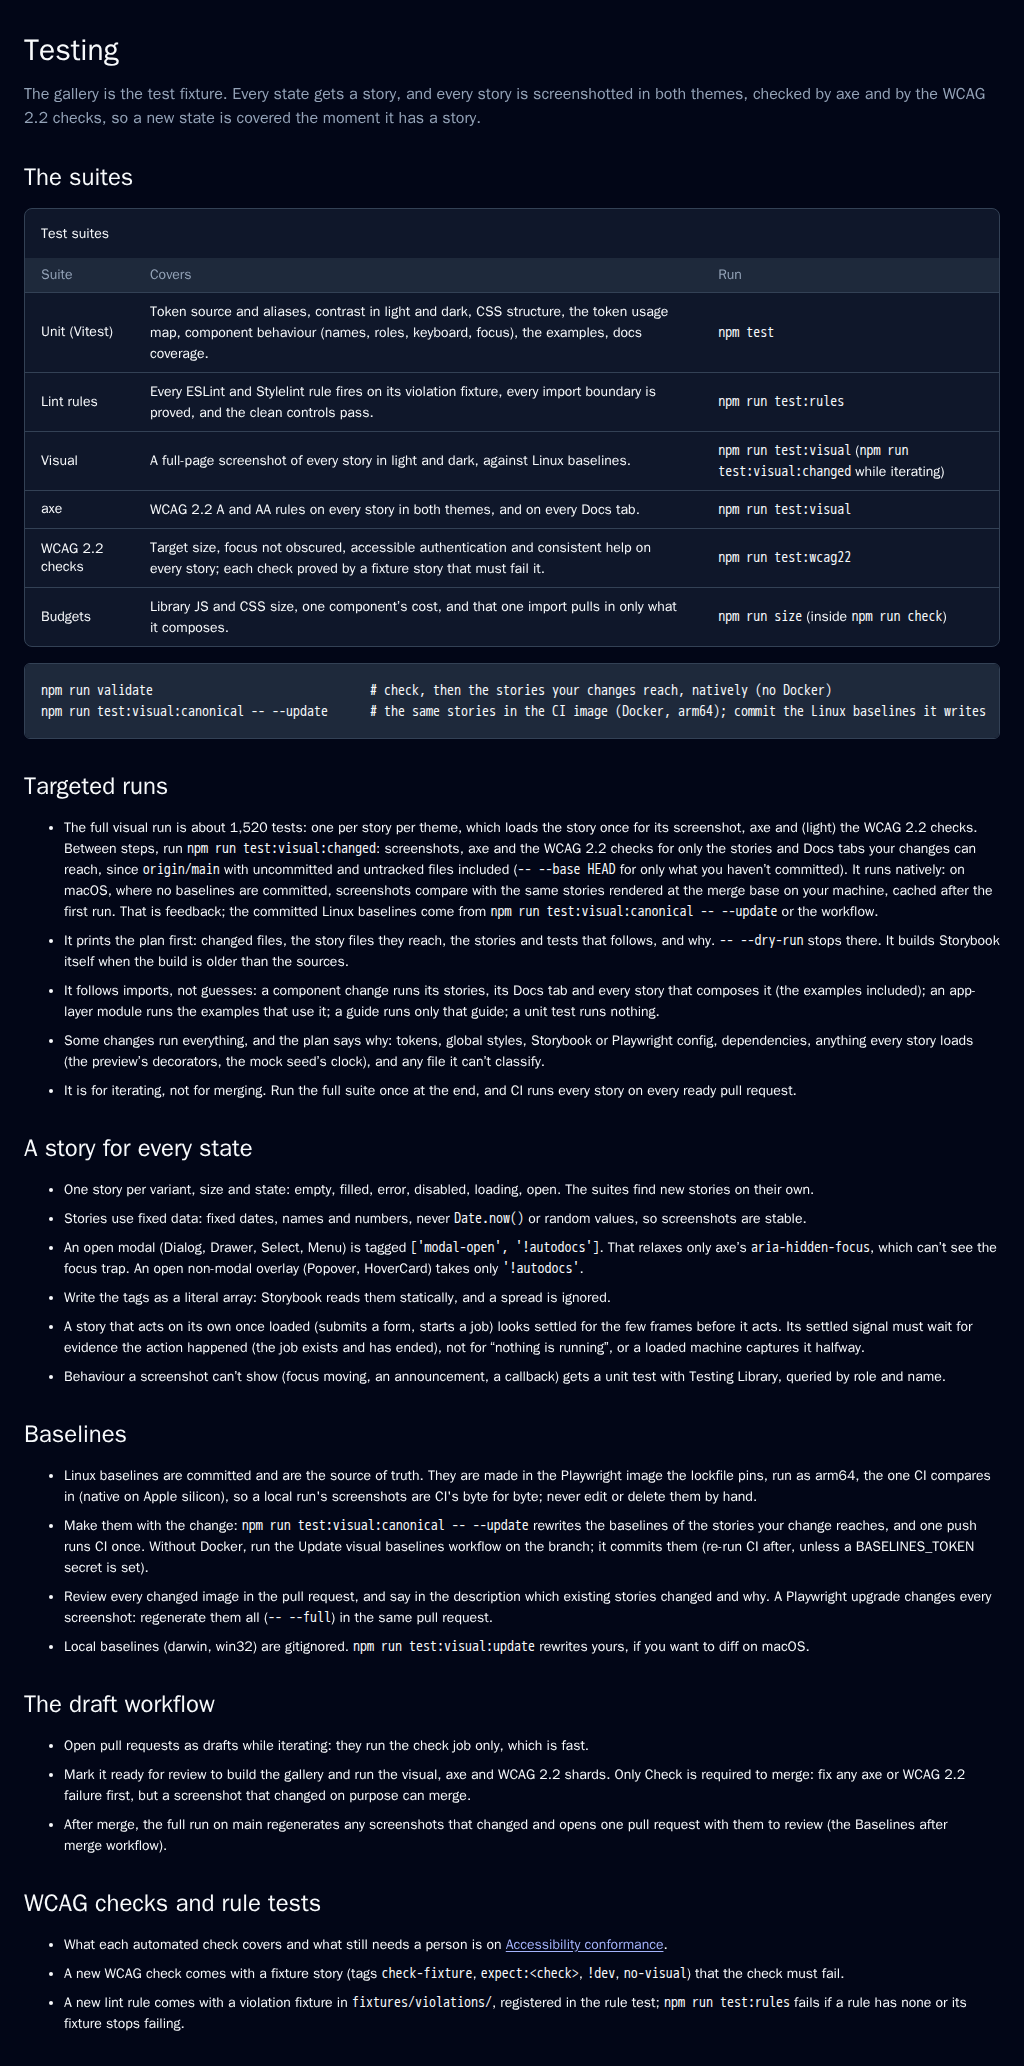 Testing
The gallery is the test fixture. Every state gets a story, and every story is screenshotted in both themes, checked by axe and by the WCAG
2.2 checks, so a new state is covered the moment it has a story.
The suites
Test suites
Suite Covers Run
Unit (Vitest)
Token source and aliases, contrast in light and dark, CSS structure, the token usage
map, component behaviour (names, roles, keyboard, focus), the examples, docs
coverage.
npm test
Lint rules
Every ESLint and Stylelint rule fires on its violation fixture, every import boundary is
proved, and the clean controls pass.
npm run test:rules
Visual
A full-page screenshot of every story in light and dark, against Linux baselines.
npm run test:visual (npm run
test:visual:changed while iterating)
axe
WCAG 2.2 A and AA rules on every story in both themes, and on every Docs tab.
npm run test:visual
WCAG 2.2
checks
Target size, focus not obscured, accessible authentication and consistent help on
every story; each check proved by a fixture story that must fail it.
npm run test:wcag22
Budgets
Library JS and CSS size, one component’s cost, and that one import pulls in only what
it composes.
npm run size (inside npm run check)
npm run validate # check, then the stories your changes reach, natively (no Docker)
npm run test:visual:canonical -- --update # the same stories in the CI image (Docker, arm64); commit the Linux baselines it writes
Targeted runs
• The full visual run is about 1,520 tests: one per story per theme, which loads the story once for its screenshot, axe and (light) the WCAG 2.2 checks.
Between steps, run npm run test:visual:changed: screenshots, axe and the WCAG 2.2 checks for only the stories and Docs tabs your changes can
reach, since origin/main with uncommitted and untracked files included (-- --base HEAD for only what you haven’t committed). It runs natively: on
macOS, where no baselines are committed, screenshots compare with the same stories rendered at the merge base on your machine, cached after the
first run. That is feedback; the committed Linux baselines come from npm run test:visual:canonical -- --update or the workflow.
• It prints the plan first: changed files, the story files they reach, the stories and tests that follows, and why. -- --dry-run stops there. It builds Storybook
itself when the build is older than the sources.
• It follows imports, not guesses: a component change runs its stories, its Docs tab and every story that composes it (the examples included); an app-
layer module runs the examples that use it; a guide runs only that guide; a unit test runs nothing.
• Some changes run everything, and the plan says why: tokens, global styles, Storybook or Playwright config, dependencies, anything every story loads
(the preview’s decorators, the mock seed’s clock), and any file it can’t classify.
• It is for iterating, not for merging. Run the full suite once at the end, and CI runs every story on every ready pull request.
A story for every state
• One story per variant, size and state: empty, filled, error, disabled, loading, open. The suites find new stories on their own.
• Stories use fixed data: fixed dates, names and numbers, never Date.now() or random values, so screenshots are stable.
• An open modal (Dialog, Drawer, Select, Menu) is tagged ['modal-open', '!autodocs']. That relaxes only axe’s aria-hidden-focus, which can’t see the
focus trap. An open non-modal overlay (Popover, HoverCard) takes only '!autodocs'.
• Write the tags as a literal array: Storybook reads them statically, and a spread is ignored.
• A story that acts on its own once loaded (submits a form, starts a job) looks settled for the few frames before it acts. Its settled signal must wait for
evidence the action happened (the job exists and has ended), not for “nothing is running”, or a loaded machine captures it halfway.
• Behaviour a screenshot can’t show (focus moving, an announcement, a callback) gets a unit test with Testing Library, queried by role and name.
Baselines
• Linux baselines are committed and are the source of truth. They are made in the Playwright image the lockfile pins, run as arm64, the one CI compares
in (native on Apple silicon), so a local run's screenshots are CI's byte for byte; never edit or delete them by hand.
• Make them with the change: npm run test:visual:canonical -- --update rewrites the baselines of the stories your change reaches, and one push
runs CI once. Without Docker, run the Update visual baselines workflow on the branch; it commits them (re-run CI after, unless a BASELINES_TOKEN
secret is set).
• Review every changed image in the pull request, and say in the description which existing stories changed and why. A Playwright upgrade changes every
screenshot: regenerate them all (-- --full) in the same pull request.
• Local baselines (darwin, win32) are gitignored. npm run test:visual:update rewrites yours, if you want to diff on macOS.
The draft workflow
• Open pull requests as drafts while iterating: they run the check job only, which is fast.
• Mark it ready for review to build the gallery and run the visual, axe and WCAG 2.2 shards. Only Check is required to merge: fix any axe or WCAG 2.2
failure first, but a screenshot that changed on purpose can merge.
• After merge, the full run on main regenerates any screenshots that changed and opens one pull request with them to review (the Baselines after
merge workflow).
WCAG checks and rule tests
• What each automated check covers and what still needs a person is on Accessibility conformance.
• A new WCAG check comes with a fixture story (tags check-fixture, expect:<check>, !dev, no-visual) that the check must fail.
• A new lint rule comes with a violation fixture in fixtures/violations/, registered in the rule test; npm run test:rules fails if a rule has none or its
fixture stops failing.